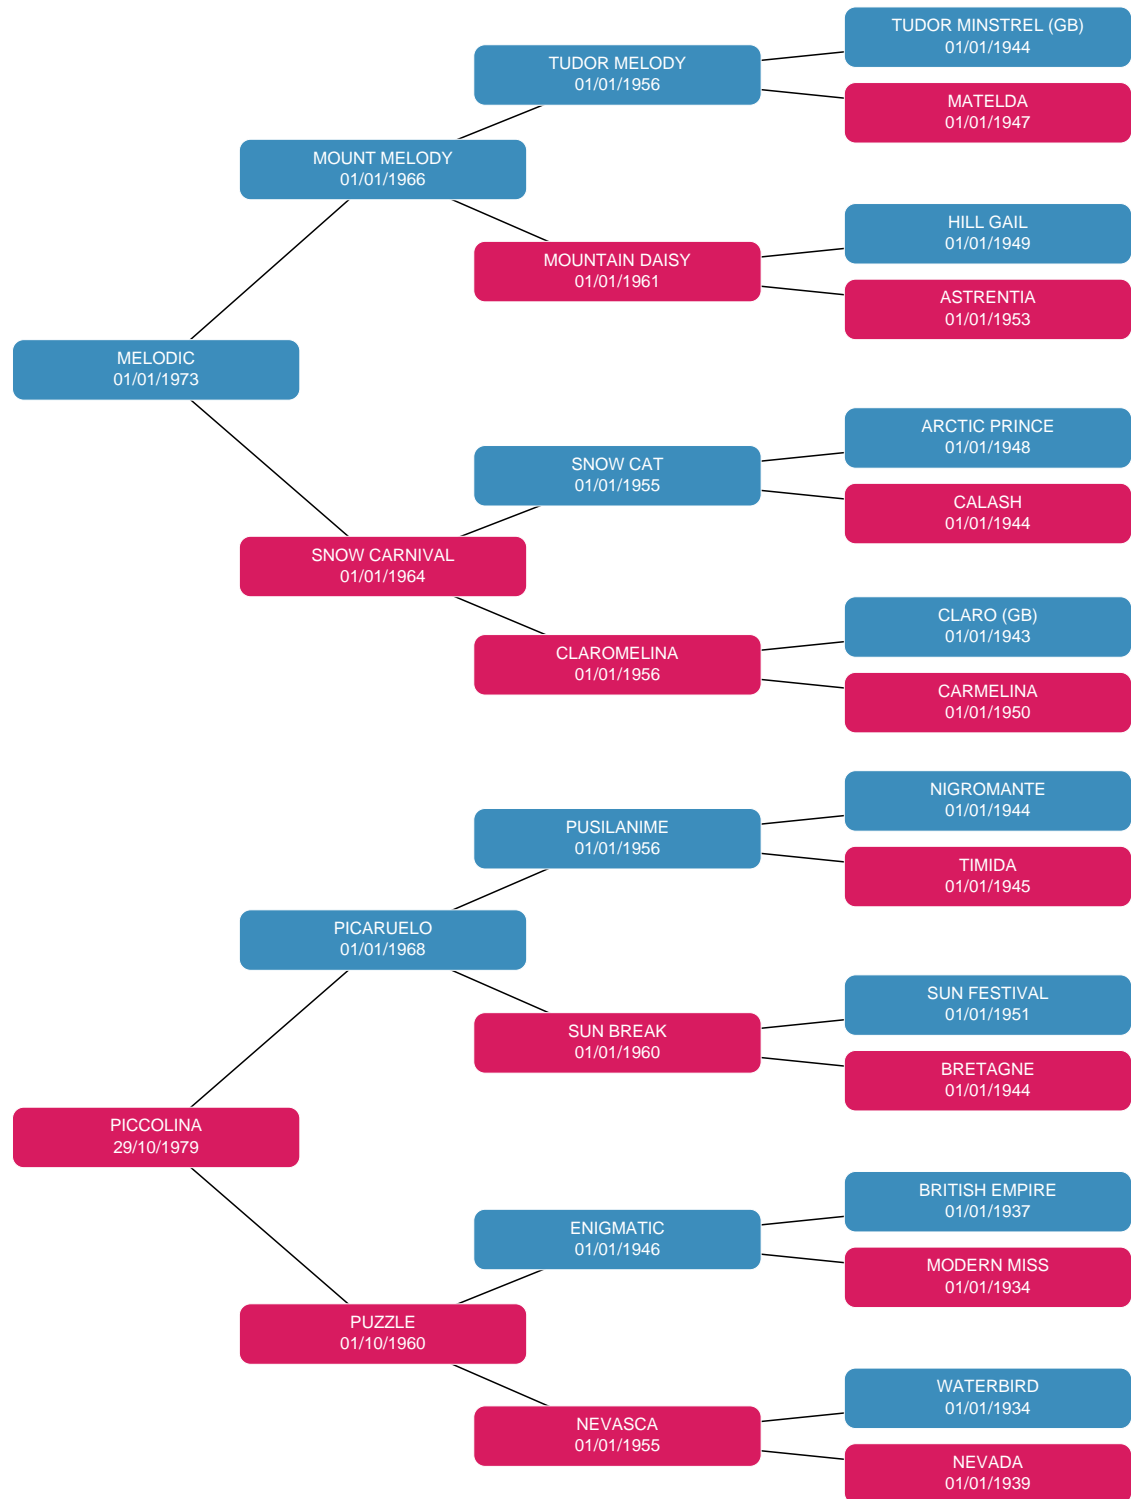 TUDOR MINSTREL (GB)
01/01/1944
TUDOR MELODY
01/01/1956
MATELDA
01/01/1947
MOUNT MELODY
01/01/1966
HILL GAIL
01/01/1949
MOUNTAIN DAISY
01/01/1961
ASTRENTIA
01/01/1953
MELODIC
01/01/1973
ARCTIC PRINCE
01/01/1948
SNOW CAT
01/01/1955
CALASH
01/01/1944
SNOW CARNIVAL
01/01/1964
CLARO (GB)
01/01/1943
CLAROMELINA
01/01/1956
CARMELINA
01/01/1950
NIGROMANTE
01/01/1944
PUSILANIME
01/01/1956
TIMIDA
01/01/1945
PICARUELO
01/01/1968
SUN FESTIVAL
01/01/1951
SUN BREAK
01/01/1960
BRETAGNE
01/01/1944
PICCOLINA
29/10/1979
BRITISH EMPIRE
01/01/1937
ENIGMATIC
01/01/1946
MODERN MISS
01/01/1934
PUZZLE
01/10/1960
WATERBIRD
01/01/1934
NEVASCA
01/01/1955
NEVADA
01/01/1939